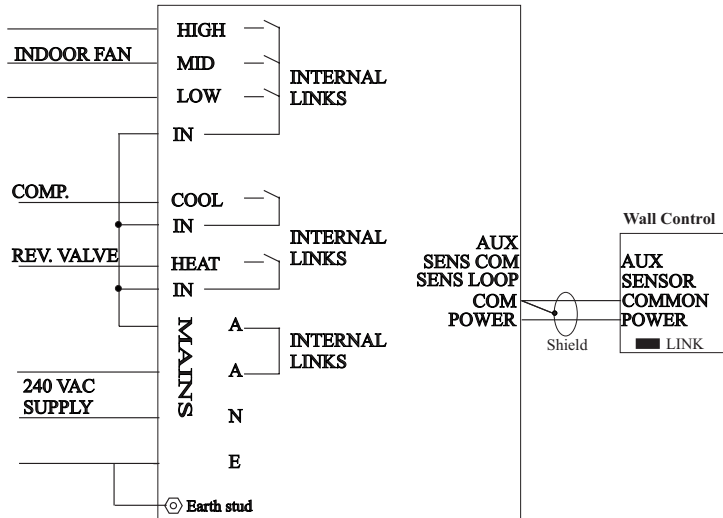 HIGH
INDOOR FAN
MID
INTERNAL
LINKS
LOW
IN
COMP.
COOL
IN
INTERNAL
LINKS
REV. VALVE
HEAT
IN
MAINS
A
INTERNAL
LINKS
A
240 VAC
SUPPLY
N
E
Earth stud
AUX
SENS COM
SENS LOOP
COM
POWER
Shield
Wall Control
AUX
SENSOR
COMMON
POWER
LINK